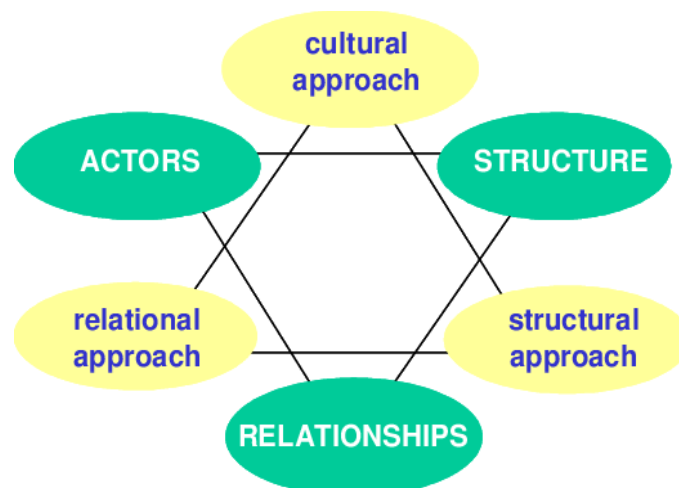 cultural
approach
ACTORS
STRUCTURE
relational
approach
structural
approach
RELATIONSHIPS